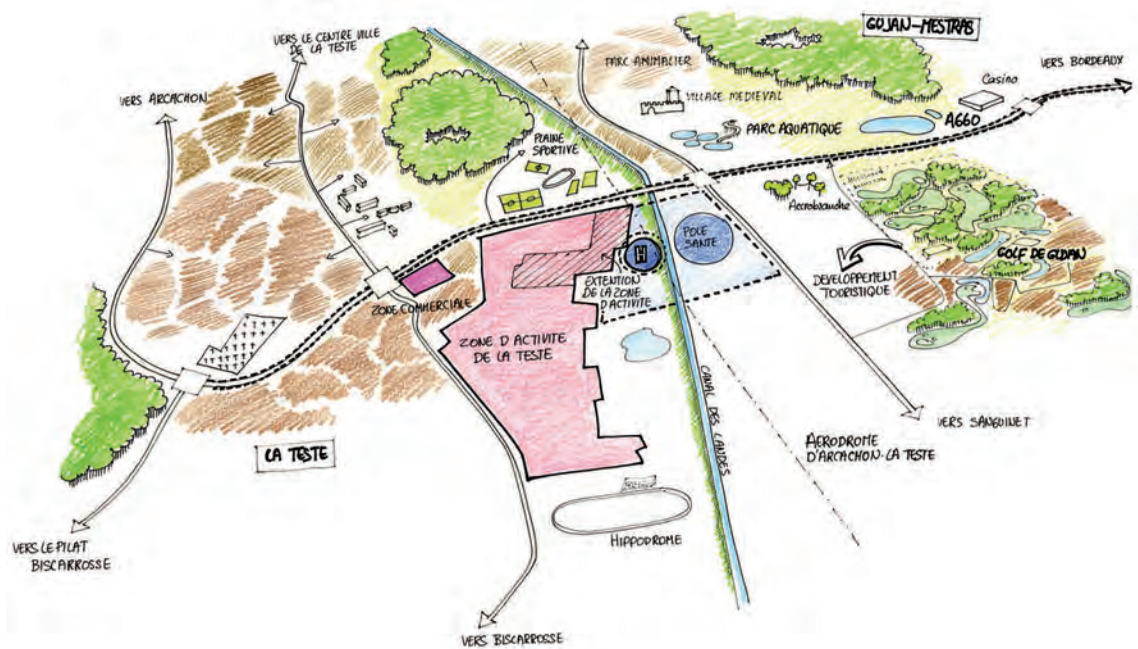 GUJAN-MESTRAS
VERS LE CENTRE VILLE
DE LA TESTE
VERS BORDEAUX
PARC ANIMALIER
Casino
VERS ARCACHON
VILLAGE MEDIEVAL
A660
PARC AQUATIQUE
PLAINE
SPORTIVE
Accrobranche
POLE
SANTE
H
GOLF DE GUJAN
DEVELOPPEMENT
TOURISTIQUE
EXTENTION
DE LA ZONE
D'ACTIVITE
ZONE COMMERCIALE
ZONE D'ACTIVITE
DE LA TESTE
CANAL DES LANDES
VERS SANGUINET
AERODROME
D'ARCACHON-LA TESTE
LA TESTE
HIPPODROME
VERS LE PILAT
BISCARROSSE
VERS BISCARROSSE